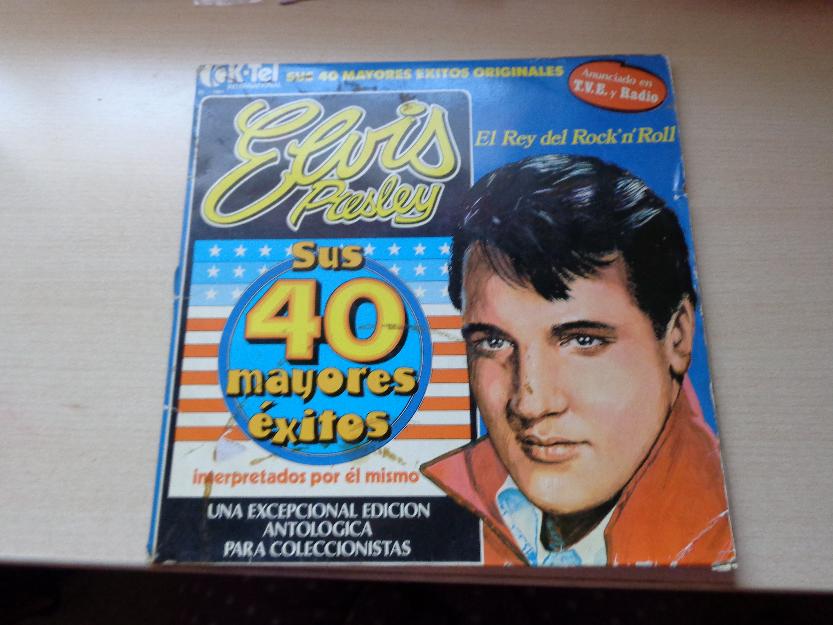 K-Tel
INTERNATIONAL
SUS 40 MAYORES EXITOS ORIGINALES
Anunciado en
T.V.E. y Radio
El Rey del Rock'n'Roll
Elvis
Presley
Sus
40
mayores
éxitos
interpretados por él mismo
UNA EXCEPCIONAL EDICION
ANTOLOGICA
PARA COLECCIONISTAS